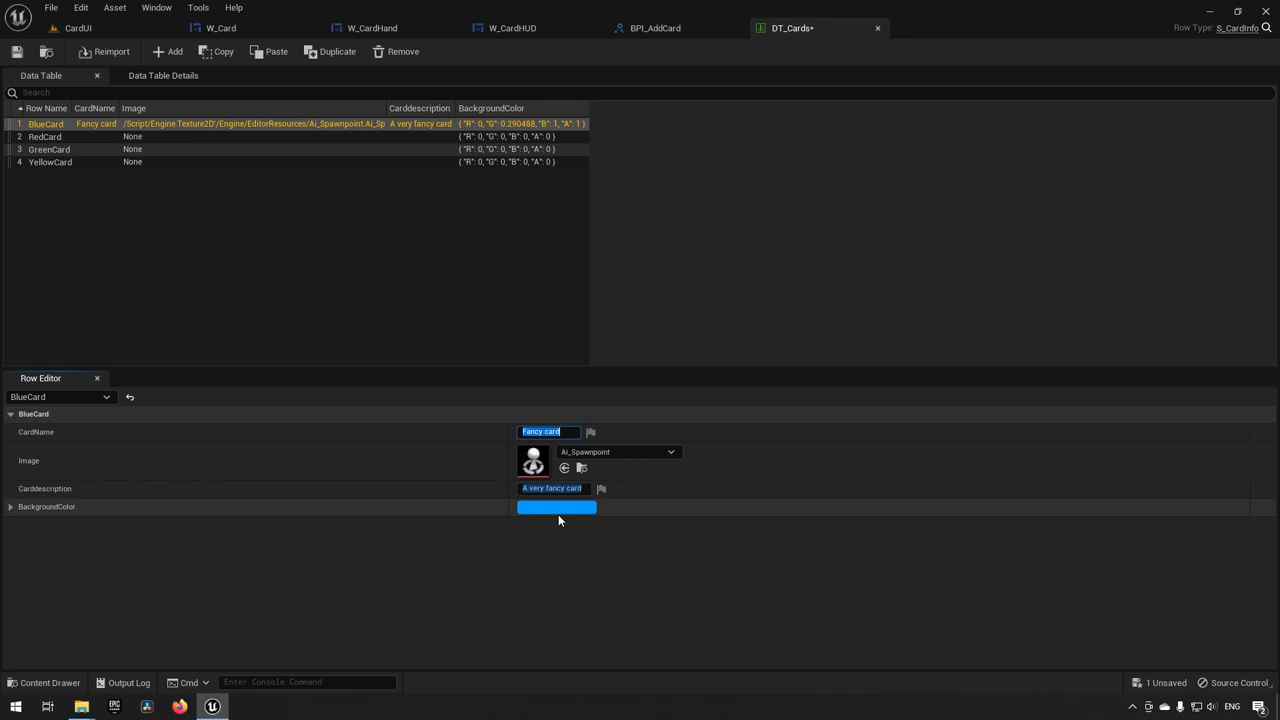 File Edit Asset Window Tools Help
CardUI W_Card W_CardHand W_CardHUD BPI_AddCard DT_Cards* Row Type: S_CardInfo
Reimport Add Copy Paste Duplicate Remove
Data Table Data Table Details
Search
Row Name CardName Image Carddescription BackgroundColor
1 BlueCard Fancy card /Script/Engine.Texture2D'/Engine/EditorResources/Ai_Spawnpoint.Ai_Sp A very fancy card { "R": 0, "G": 0.290488, "B": 1, "A": 1 }
2 RedCard None { "R": 0, "G": 0, "B": 0, "A": 0 }
3 GreenCard None { "R": 0, "G": 0, "B": 0, "A": 0 }
4 YellowCard None { "R": 0, "G": 0, "B": 0, "A": 0 }
Row Editor
BlueCard
BlueCard
CardName Fancy card
Image Ai_Spawnpoint
Carddescription A very fancy card
BackgroundColor
Content Drawer Output Log Cmd Enter Console Command 1 Unsaved Source Control
ENG 2